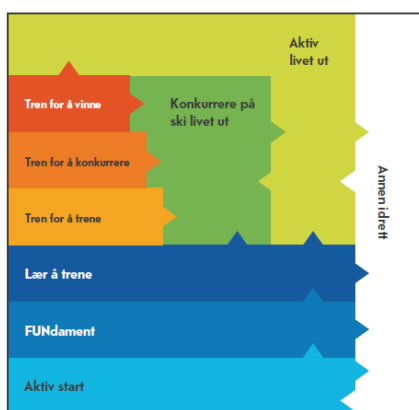 Aktiv
livet ut
Tren for å vinne
Konkurrere på
ski livet ut
Tren for å konkurrere
Tren for å trene
Annen idrett
Lær å trene
FUNdament
Aktiv start